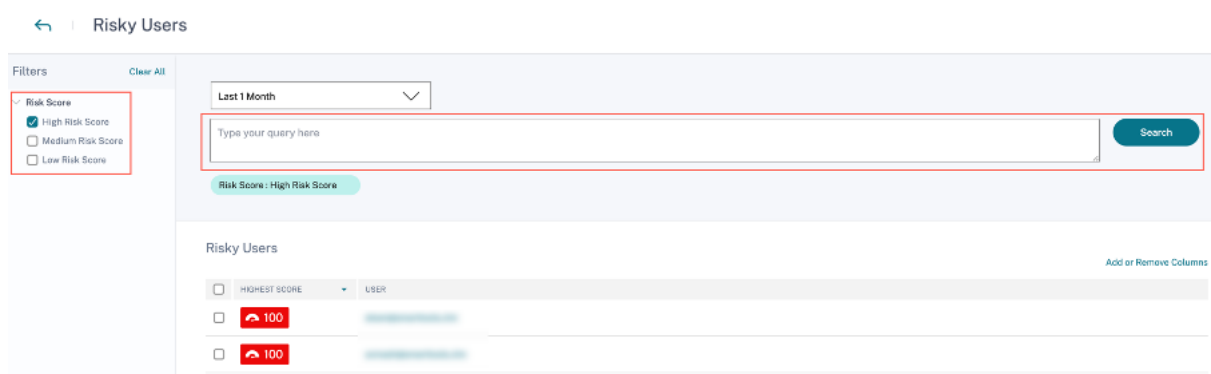 Risky Users
Filters
Clear All
Risk Score
High Risk Score
Medium Risk Score
Low Risk Score
Last 1 Month
Type your query here
Search
Risk Score : High Risk Score
Risky Users
Add or Remove Columns
HIGHEST SCORE
USER
100
100